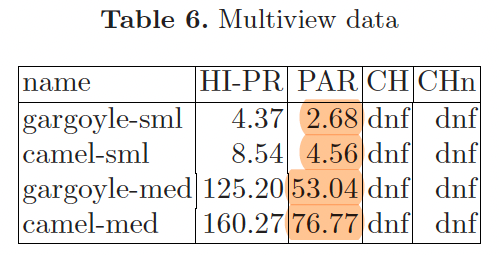 Table 6. Multiview data
name HI-PR PAR CH CHn
gargoyle-sml 4.37 2.68 dnf dnf
camel-sml 8.54 4.56 dnf dnf
gargoyle-med 125.20 53.04 dnf dnf
camel-med 160.27 76.77 dnf dnf